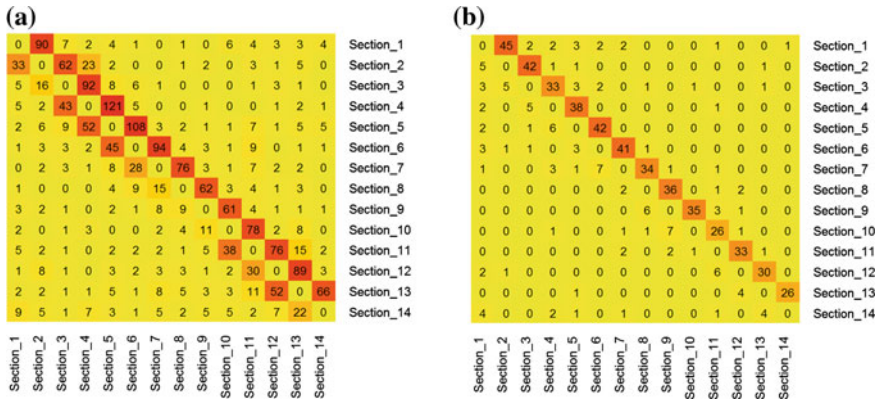 (a)
0 90 7 2 4 1 0 1 0 6 4 3 3 4 Section_1
33 0 62 23 2 0 0 2 0 2 3 1 5 0 Section_2
5 16 0 92 8 6 1 0 0 0 1 3 1 0 Section_3
5 2 43 0 121 5 0 0 1 0 0 1 2 1 Section_4
2 6 9 52 0 108 3 2 1 1 7 1 5 5 Section_5
1 3 3 2 45 0 94 4 3 1 9 0 1 1 Section_6
0 2 3 1 8 28 0 76 3 1 7 2 2 0 Section_7
1 0 0 0 4 9 15 0 62 3 4 1 3 0 Section_8
3 2 1 0 2 1 8 9 0 61 4 1 1 1 Section_9
2 0 1 3 0 0 2 4 11 0 78 2 8 0 Section_10
5 2 1 0 2 2 2 1 2 38 0 76 15 2 Section_11
1 8 1 0 3 2 3 3 1 2 30 0 89 3 Section_12
2 2 1 1 5 1 8 5 3 3 11 52 0 66 Section_13
9 5 1 7 3 1 5 2 5 5 2 7 22 0 Section_14
Section_1 Section_2 Section_3 Section_4 Section_5 Section_6 Section_7 Section_8 Section_9 Section_10 Section_11 Section_12 Section_13 Section_14
(b)
0 45 2 2 3 2 2 0 0 0 1 0 1 1 Section_1
5 0 42 1 1 0 0 0 0 0 0 0 1 0 Section_2
3 5 0 33 3 2 0 1 0 1 0 0 0 0 Section_3
2 0 5 0 38 0 0 0 0 0 0 0 0 0 Section_4
2 0 1 6 0 42 0 0 0 0 0 0 0 0 Section_5
3 0 0 0 1 0 41 1 0 0 0 0 0 0 Section_6
1 0 0 3 1 7 0 34 1 0 0 0 0 0 Section_7
0 0 0 0 0 0 2 0 36 0 1 2 0 0 Section_8
0 0 0 0 0 0 0 6 0 35 3 0 0 0 Section_9
2 0 0 0 1 0 0 1 7 0 26 1 0 0 Section_10
0 0 0 0 0 0 2 0 2 1 0 33 1 0 Section_11
2 1 0 0 0 0 0 0 0 0 6 0 30 0 Section_12
0 0 0 0 1 0 0 0 0 0 0 4 0 26 Section_13
4 0 0 2 1 0 1 0 0 0 1 0 4 0 Section_14
Section_1 Section_2 Section_3 Section_4 Section_5 Section_6 Section_7 Section_8 Section_9 Section_10 Section_11 Section_12 Section_13 Section_14